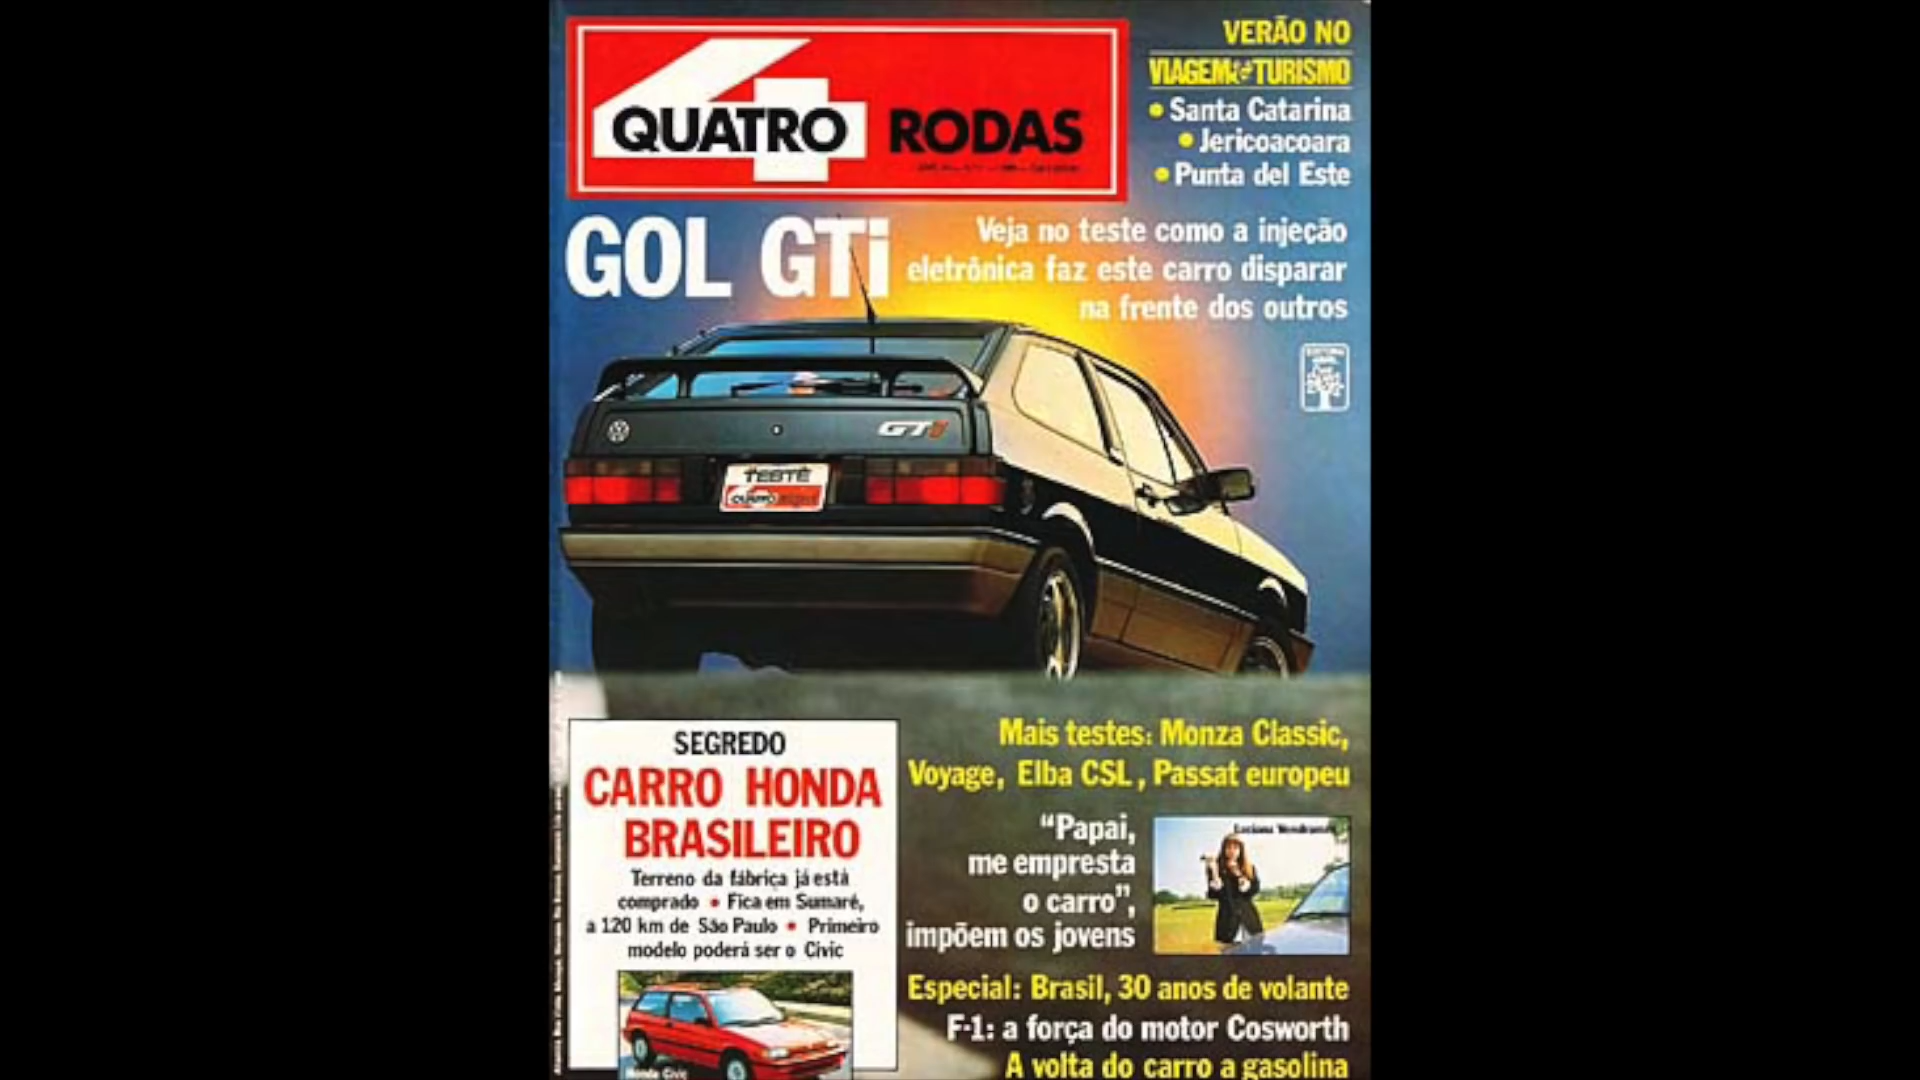 QUATRO RODAS
VERÃO NO
VIAGEM & TURISMO
• Santa Catarina
• Jericoacoara
• Punta del Este
GOL GTi
Veja no teste como a injeção
eletrônica faz este carro disparar
na frente dos outros
GTi
TESTE
QUATRO RODAS
SEGREDO
CARRO HONDA
BRASILEIRO
Terreno da fábrica já está
comprado • Fica em Sumaré,
a 120 km de São Paulo • Primeiro
modelo poderá ser o Civic
Honda Civic
Mais testes: Monza Classic,
Voyage, Elba CSL, Passat europeu
“Papai,
me empresta
o carro”,
impõem os jovens
Especial: Brasil, 30 anos de volante
F-1: a força do motor Cosworth
A volta do carro a gasolina